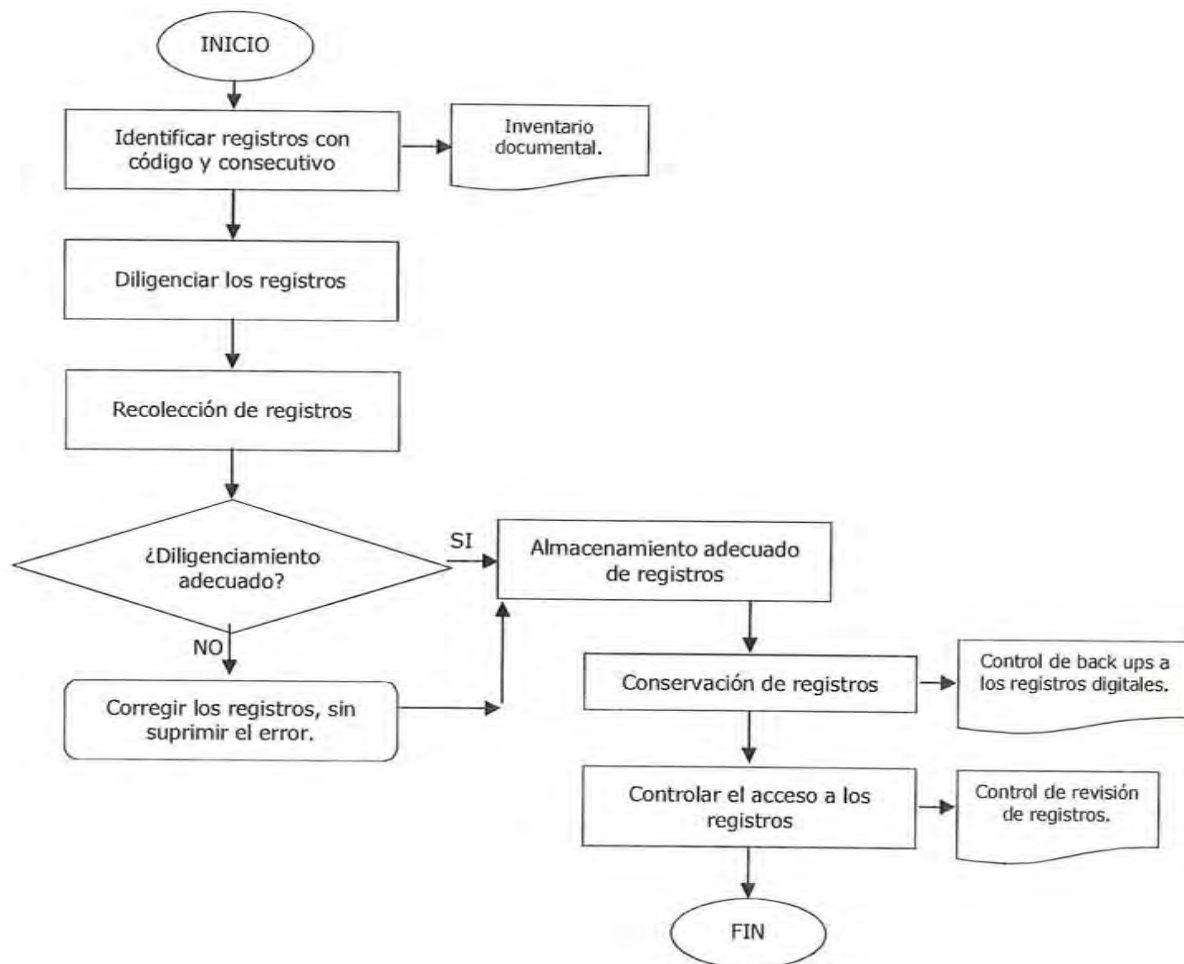 INICIO
Identificar registros con
código y consecutivo
Inventario
documental.
Diligenciar los registros
Recolección de registros
¿Diligenciamiento
adecuado?
SI
Almacenamiento adecuado
de registros
NO
Corregir los registros, sin
suprimir el error.
Conservación de registros
Control de back ups a
los registros digitales.
Controlar el acceso a los
registros
Control de revisión
de registros.
FIN